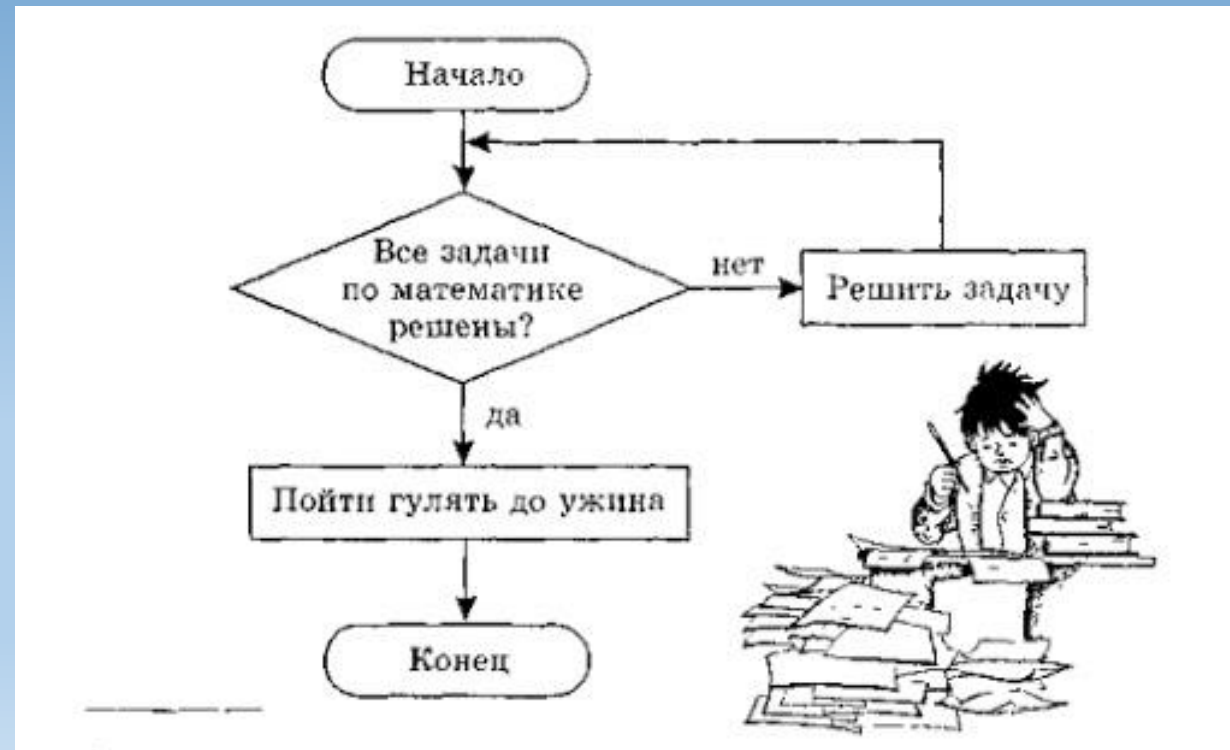 Начало
Все задачи
по математике
решены?
нет
Решить задачу
да
Пойти гулять до ужина
Конец